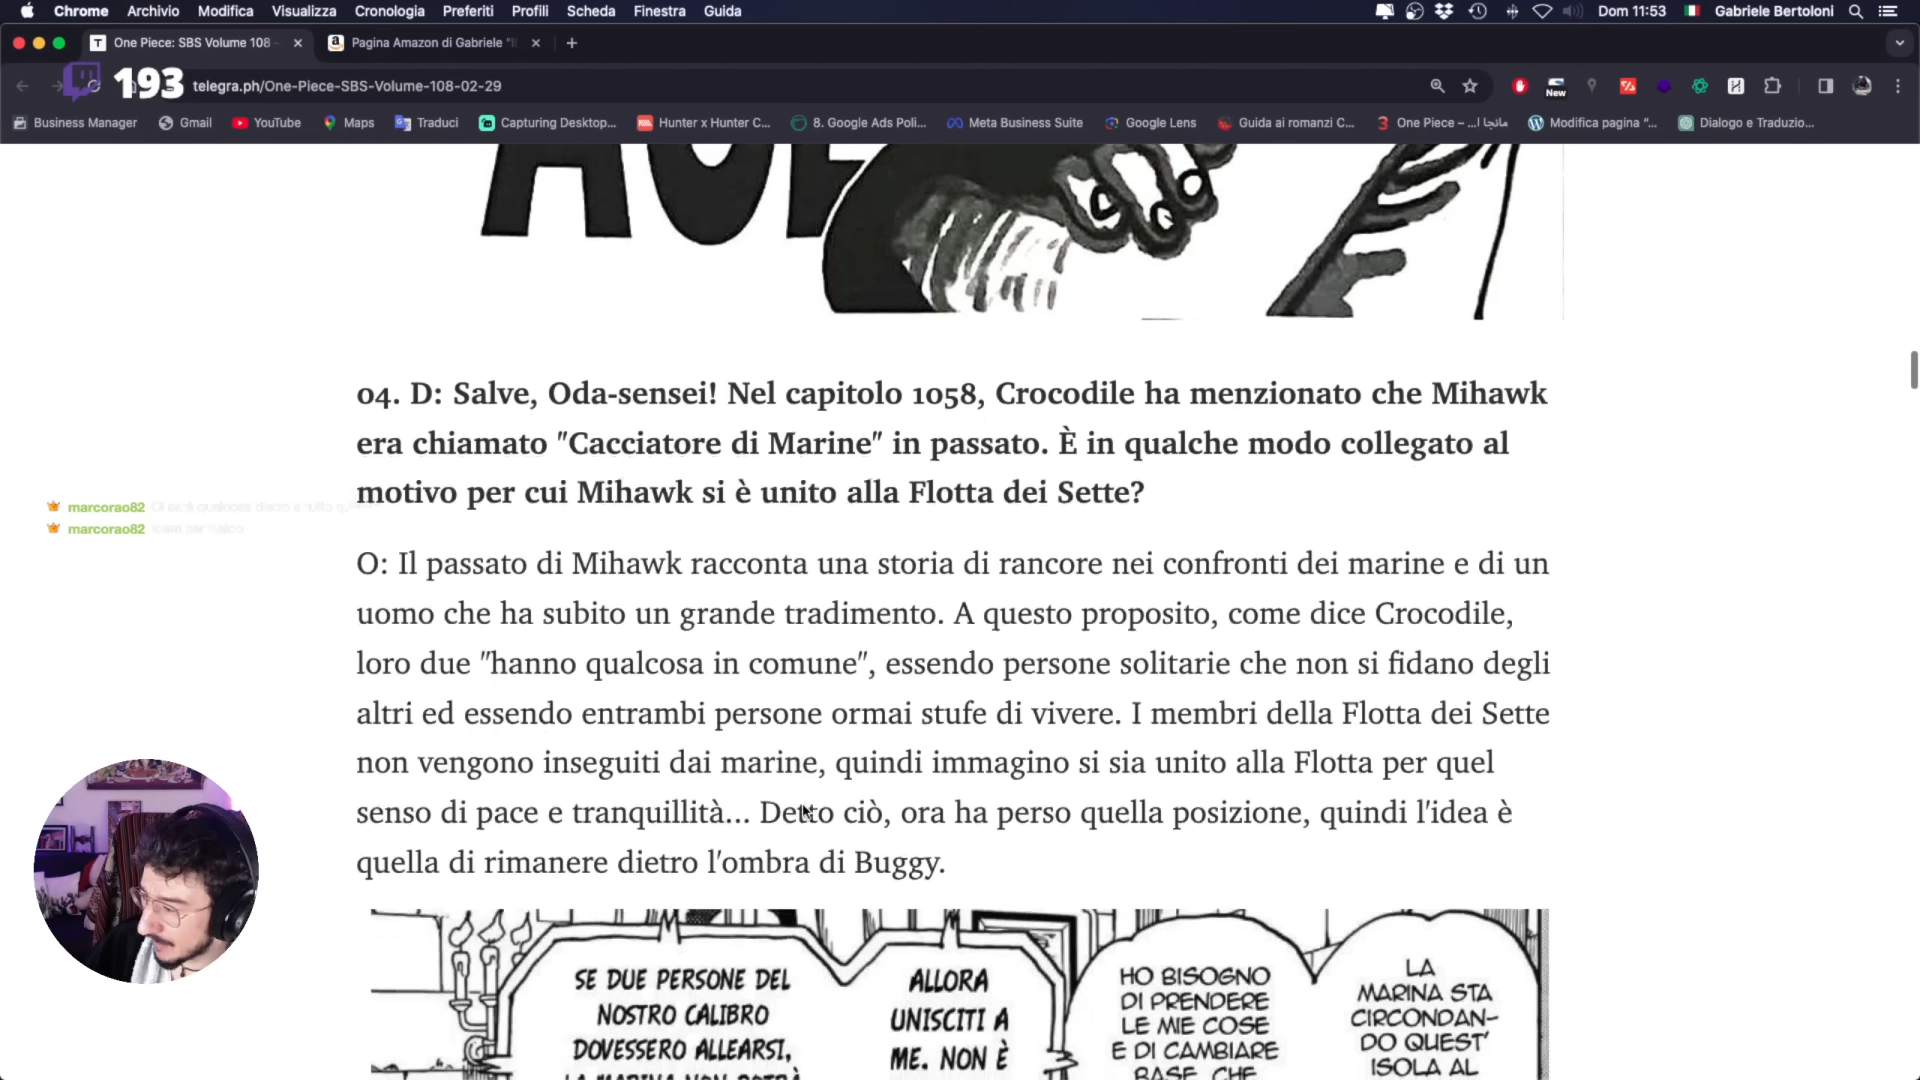 Chrome Archivio Modifica Visualizza Cronologia Preferiti Profili Scheda Finestra Guida Dom 11:53 Gabriele Bertoloni
One Piece: SBS Volume 108 - Pagina Amazon di Gabriele "I
193 telegra.ph/One-Piece-SBS-Volume-108-02-29 New
Business Manager Gmail YouTube Maps Traduci Capturing Desktop... Hunter x Hunter C... 8. Google Ads Poli... Meta Business Suite Google Lens Guida ai romanzi C... One Piece – ...مانجا ا Modifica pagina "... Dialogo e Traduzio...
04. D: Salve, Oda-sensei! Nel capitolo 1058, Crocodile ha menzionato che Mihawk
era chiamato "Cacciatore di Marine" in passato. È in qualche modo collegato al
motivo per cui Mihawk si è unito alla Flotta dei Sette?
marcorao82
marcorao82
O: Il passato di Mihawk racconta una storia di rancore nei confronti dei marine e di un
uomo che ha subito un grande tradimento. A questo proposito, come dice Crocodile,
loro due "hanno qualcosa in comune", essendo persone solitarie che non si fidano degli
altri ed essendo entrambi persone ormai stufe di vivere. I membri della Flotta dei Sette
non vengono inseguiti dai marine, quindi immagino si sia unito alla Flotta per quel
senso di pace e tranquillità... Detto ciò, ora ha perso quella posizione, quindi l'idea è
quella di rimanere dietro l'ombra di Buggy.
SE DUE PERSONE DEL
NOSTRO CALIBRO
DOVESSERO ALLEARSI,
LA MARINA NON POTRÀ
ALLORA
UNISCITI A
ME. NON È
HO BISOGNO
DI PRENDERE
LE MIE COSE
E DI CAMBIARE
BASE, CHE
LA
MARINA STA
CIRCONDAN-
DO QUEST'
ISOLA AL